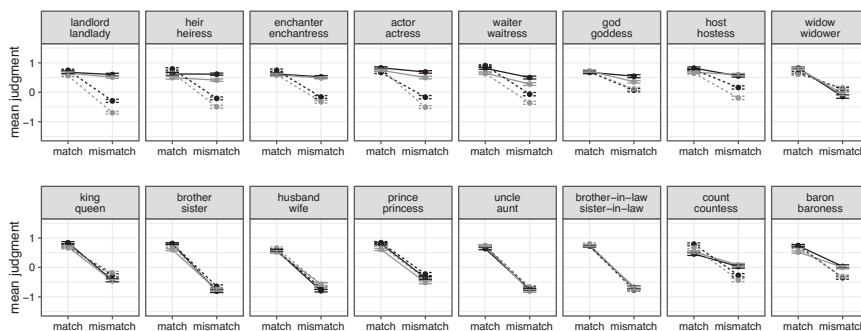 landlord heir enchanter actor waiter god host widow
landlady heiress enchantress actress waitress goddess hostess widower
mean judgment
1
0
−1
match mismatch match mismatch match mismatch match mismatch match mismatch match mismatch match mismatch match mismatch
king brother husband prince uncle brother−in−law count baron
queen sister wife princess aunt sister−in−law countess baroness
mean judgment
1
0
−1
match mismatch match mismatch match mismatch match mismatch match mismatch match mismatch match mismatch match mismatch